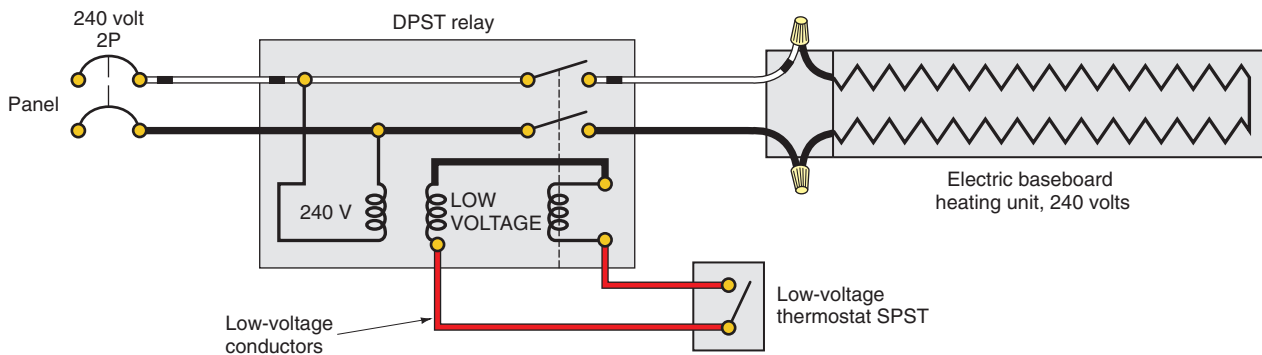 240 volt
2P
DPST relay
Panel
240 V
LOW
VOLTAGE
Electric baseboard
heating unit, 240 volts
Low-voltage
thermostat SPST
Low-voltage
conductors